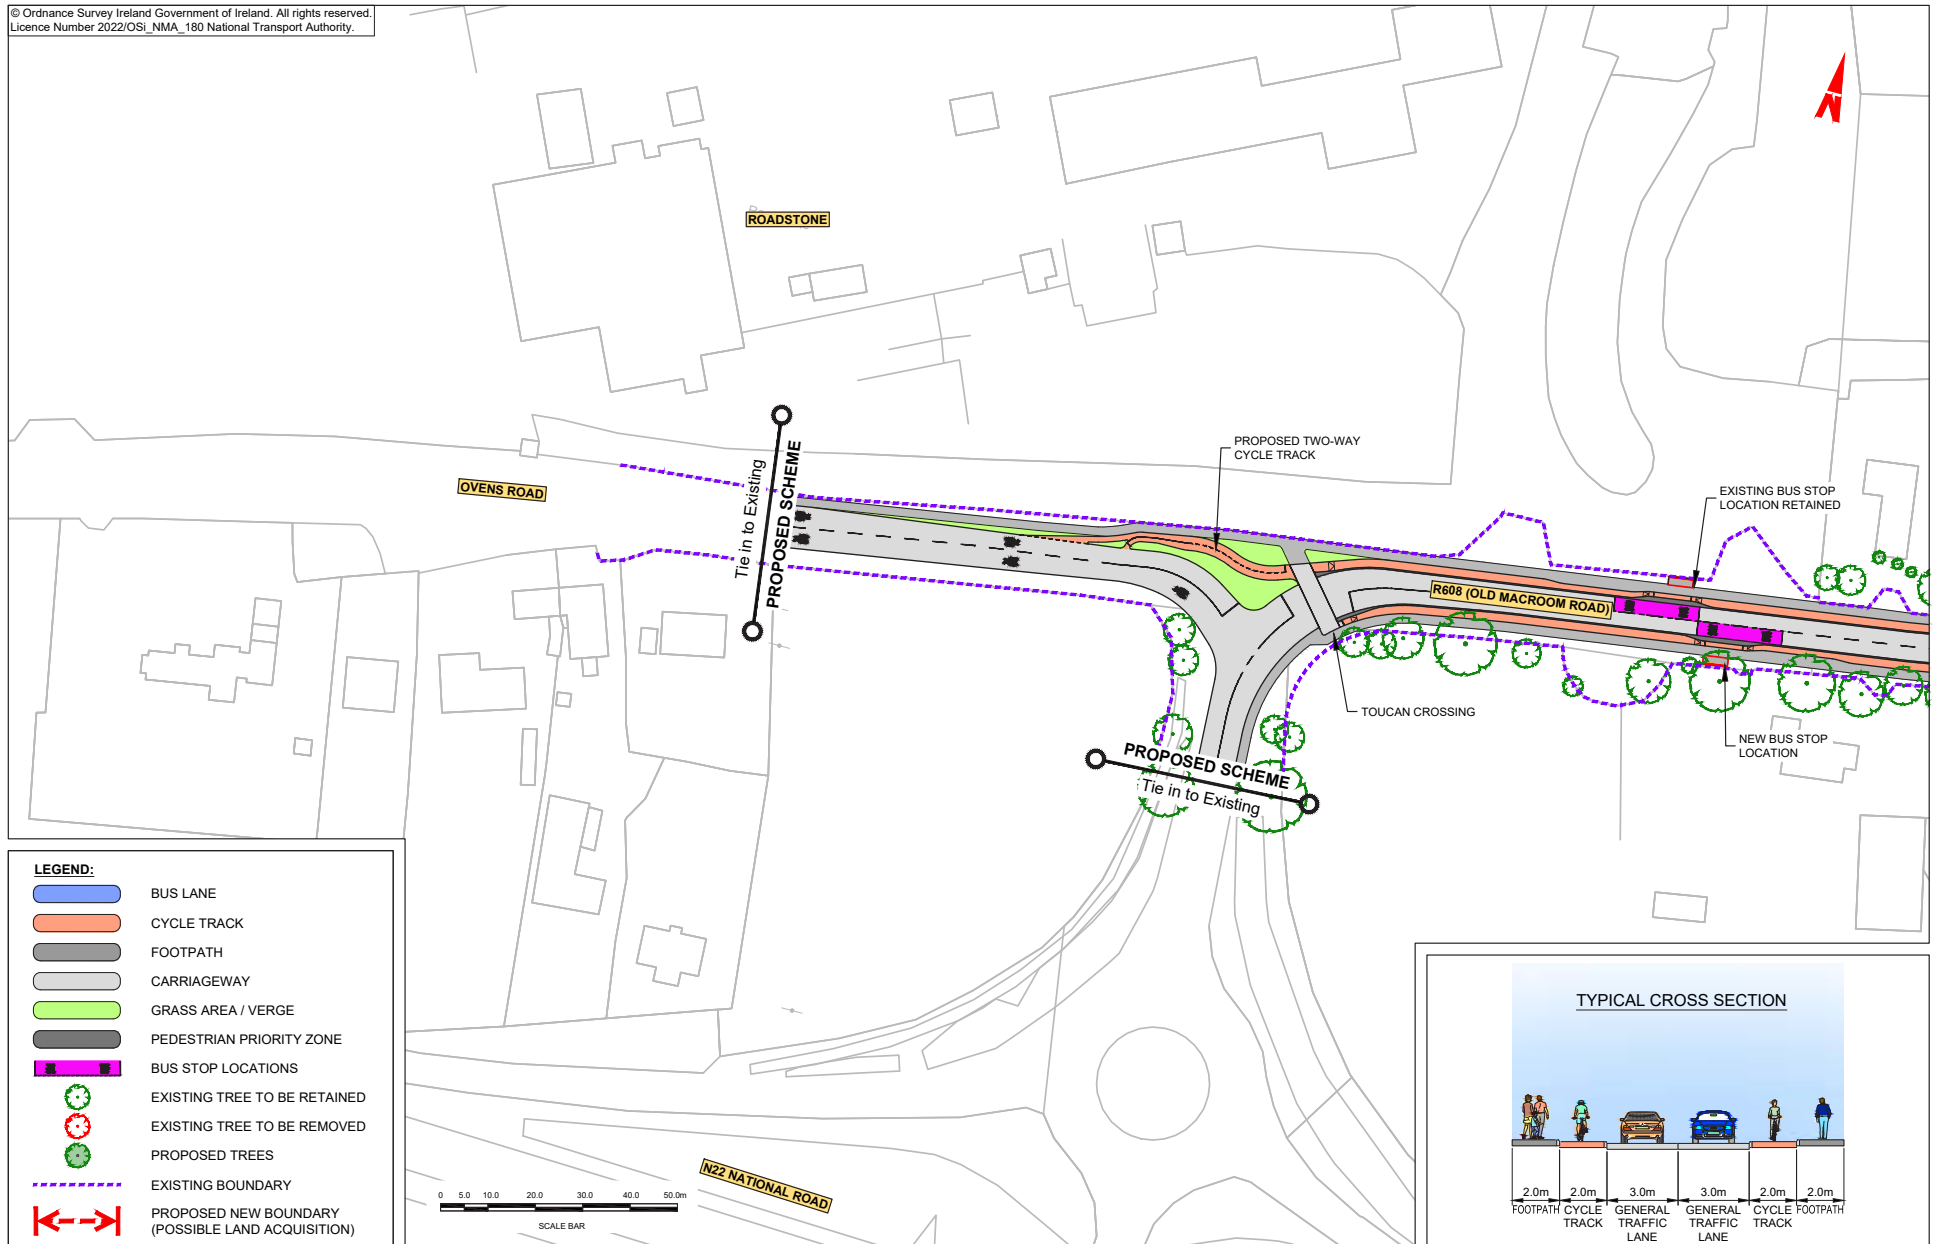 © Ordnance Survey Ireland Government of Ireland. All rights reserved.
Licence Number 2022/OSi_NMA_180 National Transport Authority.
N
ROADSTONE
OVENS ROAD
Tie in to Existing
PROPOSED SCHEME
PROPOSED TWO-WAY
CYCLE TRACK
EXISTING BUS STOP
LOCATION RETAINED
R608 (OLD MACROOM ROAD)
TOUCAN CROSSING
NEW BUS STOP
LOCATION
PROPOSED SCHEME
Tie in to Existing
N22 NATIONAL ROAD
LEGEND:
BUS LANE
CYCLE TRACK
FOOTPATH
CARRIAGEWAY
GRASS AREA / VERGE
PEDESTRIAN PRIORITY ZONE
BUS STOP LOCATIONS
EXISTING TREE TO BE RETAINED
EXISTING TREE TO BE REMOVED
PROPOSED TREES
EXISTING BOUNDARY
PROPOSED NEW BOUNDARY
(POSSIBLE LAND ACQUISITION)
0 5.0 10.0 20.0 30.0 40.0 50.0m
SCALE BAR
TYPICAL CROSS SECTION
2.0m 2.0m 3.0m 3.0m 2.0m 2.0m
FOOTPATH CYCLE GENERAL GENERAL CYCLE FOOTPATH
TRACK TRAFFIC TRAFFIC TRACK
LANE LANE